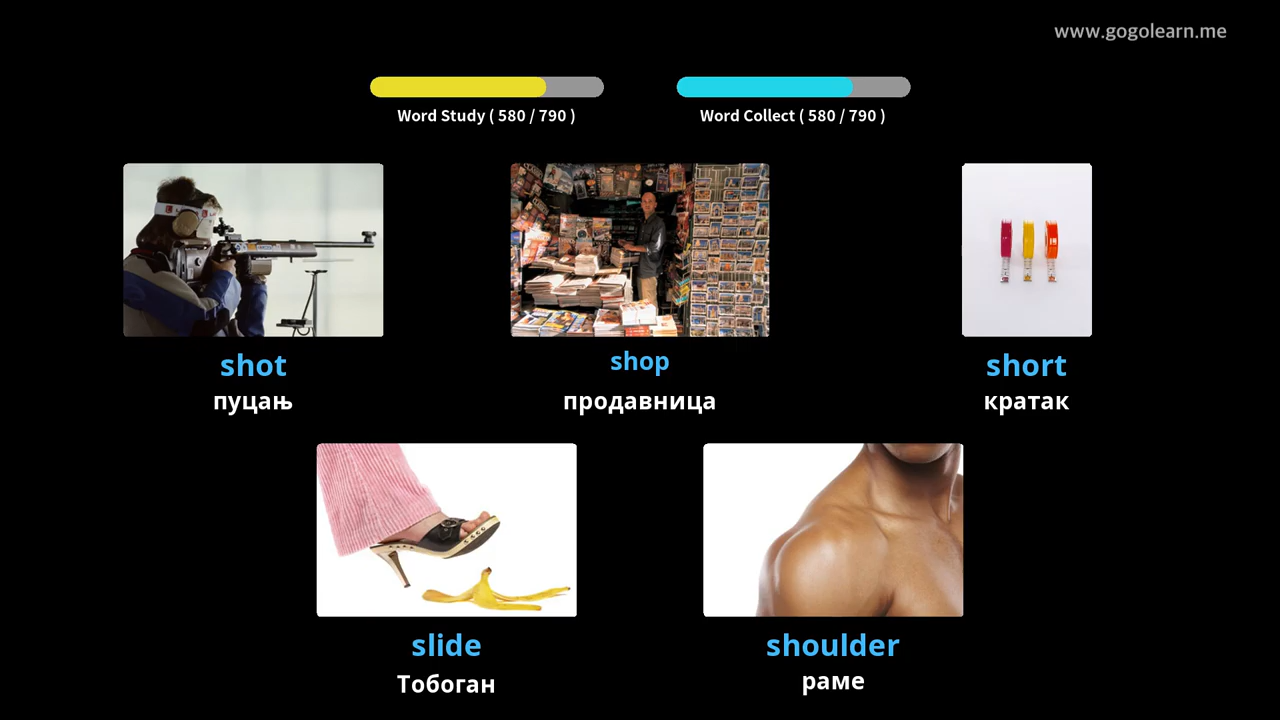 www.gogolearn.me
Word Study ( 580 / 790 )
Word Collect ( 580 / 790 )
shot
пуцањ
shop
продавница
short
кратак
slide
Тобоган
shoulder
раме